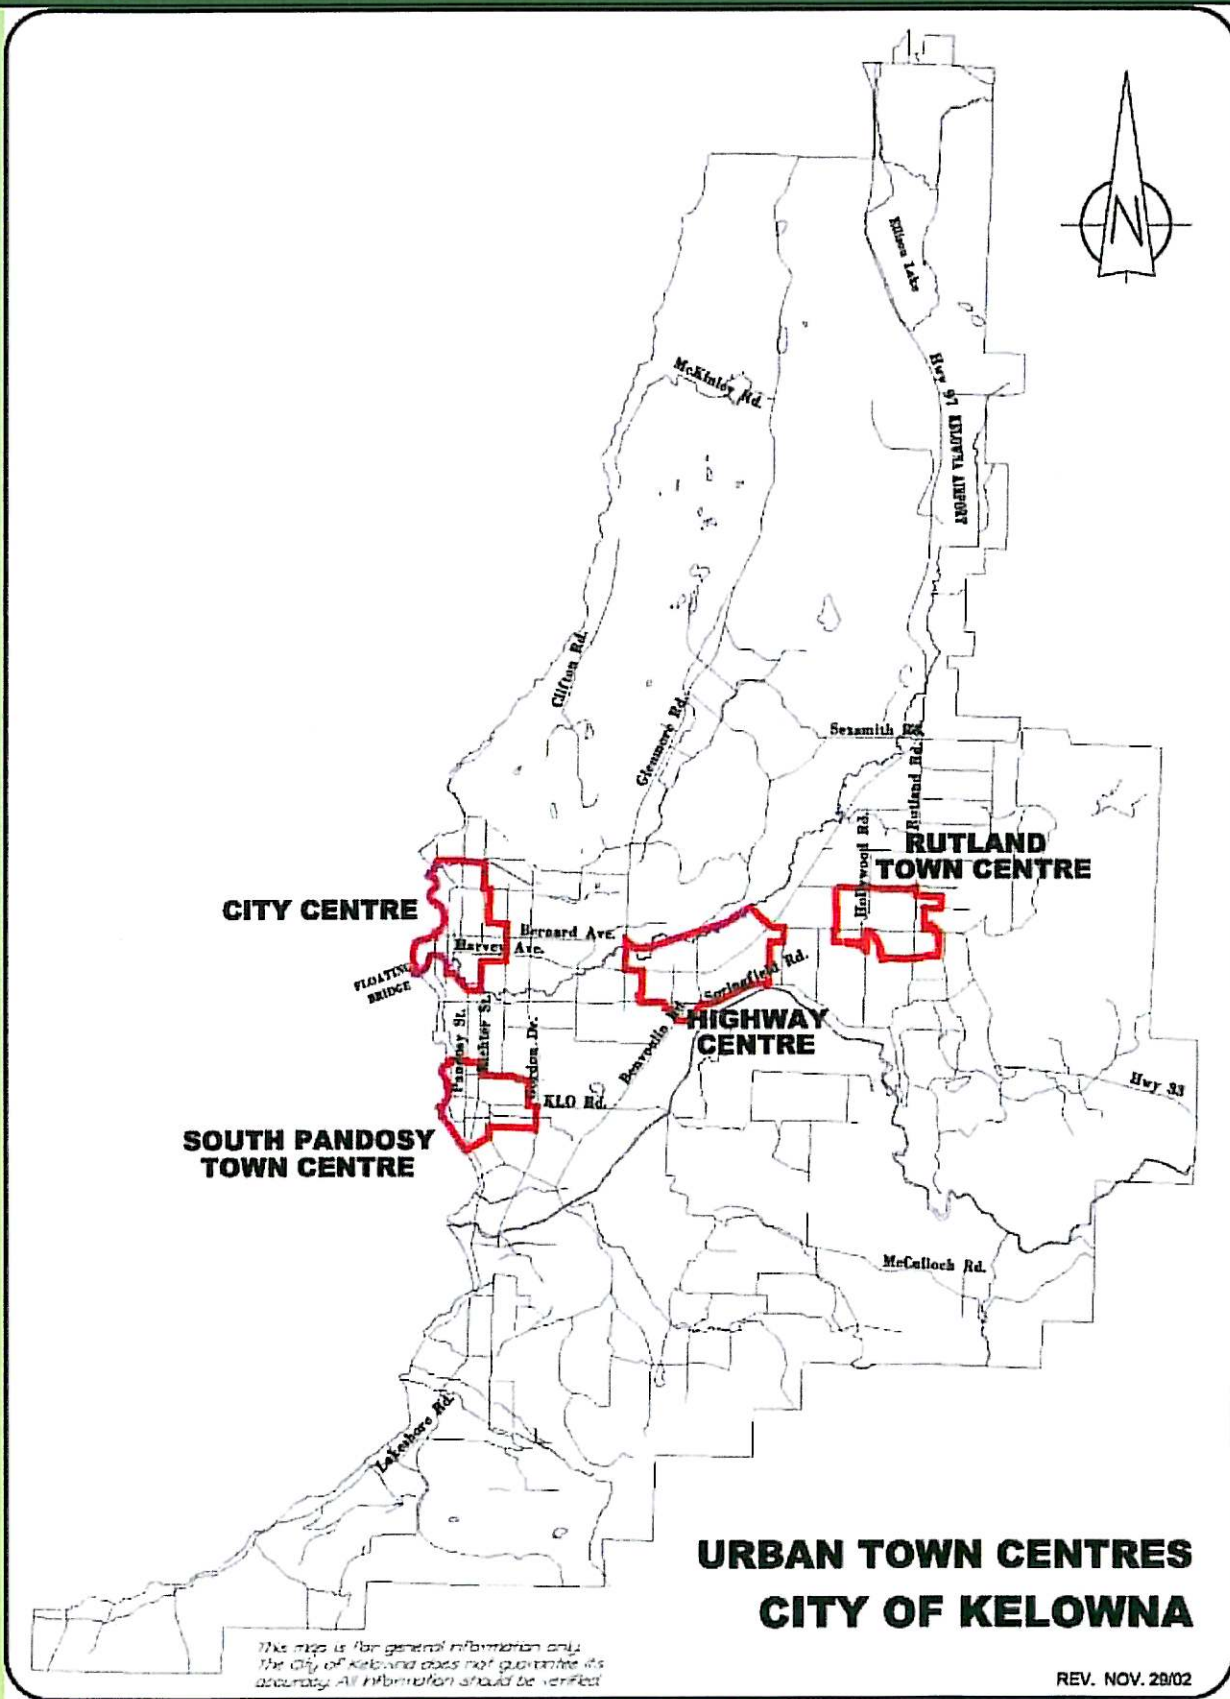 N
Ellison Lake
McKinley Rd.
Hwy 97
KELOWNA AIRPORT
Clifton Rd.
Glenmore Rd.
Sexsmith Rd.
Rutland Rd.
Hollywood Rd.
RUTLAND
TOWN CENTRE
CITY CENTRE
Bernard Ave.
Harvey Ave.
FLOATING
BRIDGE
Springfield Rd.
HIGHWAY
CENTRE
Benvoulin Rd.
Pandosy St.
Richter St.
Gordon Dr.
KLO Rd.
Hwy 33
SOUTH PANDOSY
TOWN CENTRE
McCulloch Rd.
Lakeshore Rd.
URBAN TOWN CENTRES
CITY OF KELOWNA
This map is for general information only.
The City of Kelowna does not guarantee its
accuracy. All information should be verified.
REV. NOV. 29/02